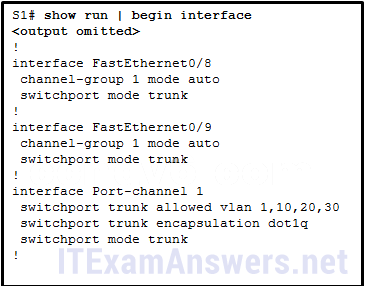 S1# show run | begin interface
<output omitted>
!
interface FastEthernet0/8
 channel-group 1 mode auto
 switchport mode trunk
!
interface FastEthernet0/9
 channel-group 1 mode auto
 switchport mode trunk
!
interface Port-channel 1
 switchport trunk allowed vlan 1,10,20,30
 switchport trunk encapsulation dot1q
 switchport mode trunk
!
ITExamAnswers.net